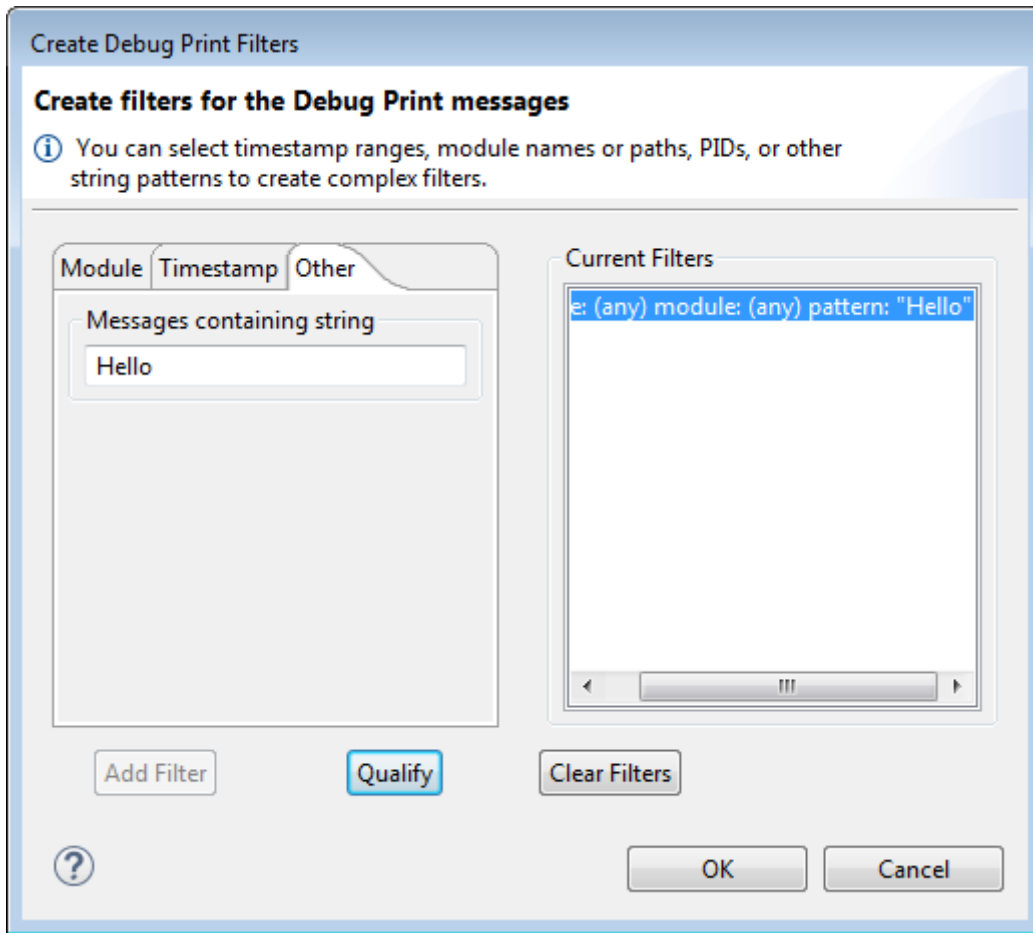 Create Debug Print Filters
Create filters for the Debug Print messages
You can select timestamp ranges, module names or paths, PIDs, or other
string patterns to create complex filters.
Module Timestamp Other
Messages containing string
Hello
Current Filters
e: (any) module: (any) pattern: "Hello"
Add Filter Qualify Clear Filters
OK Cancel